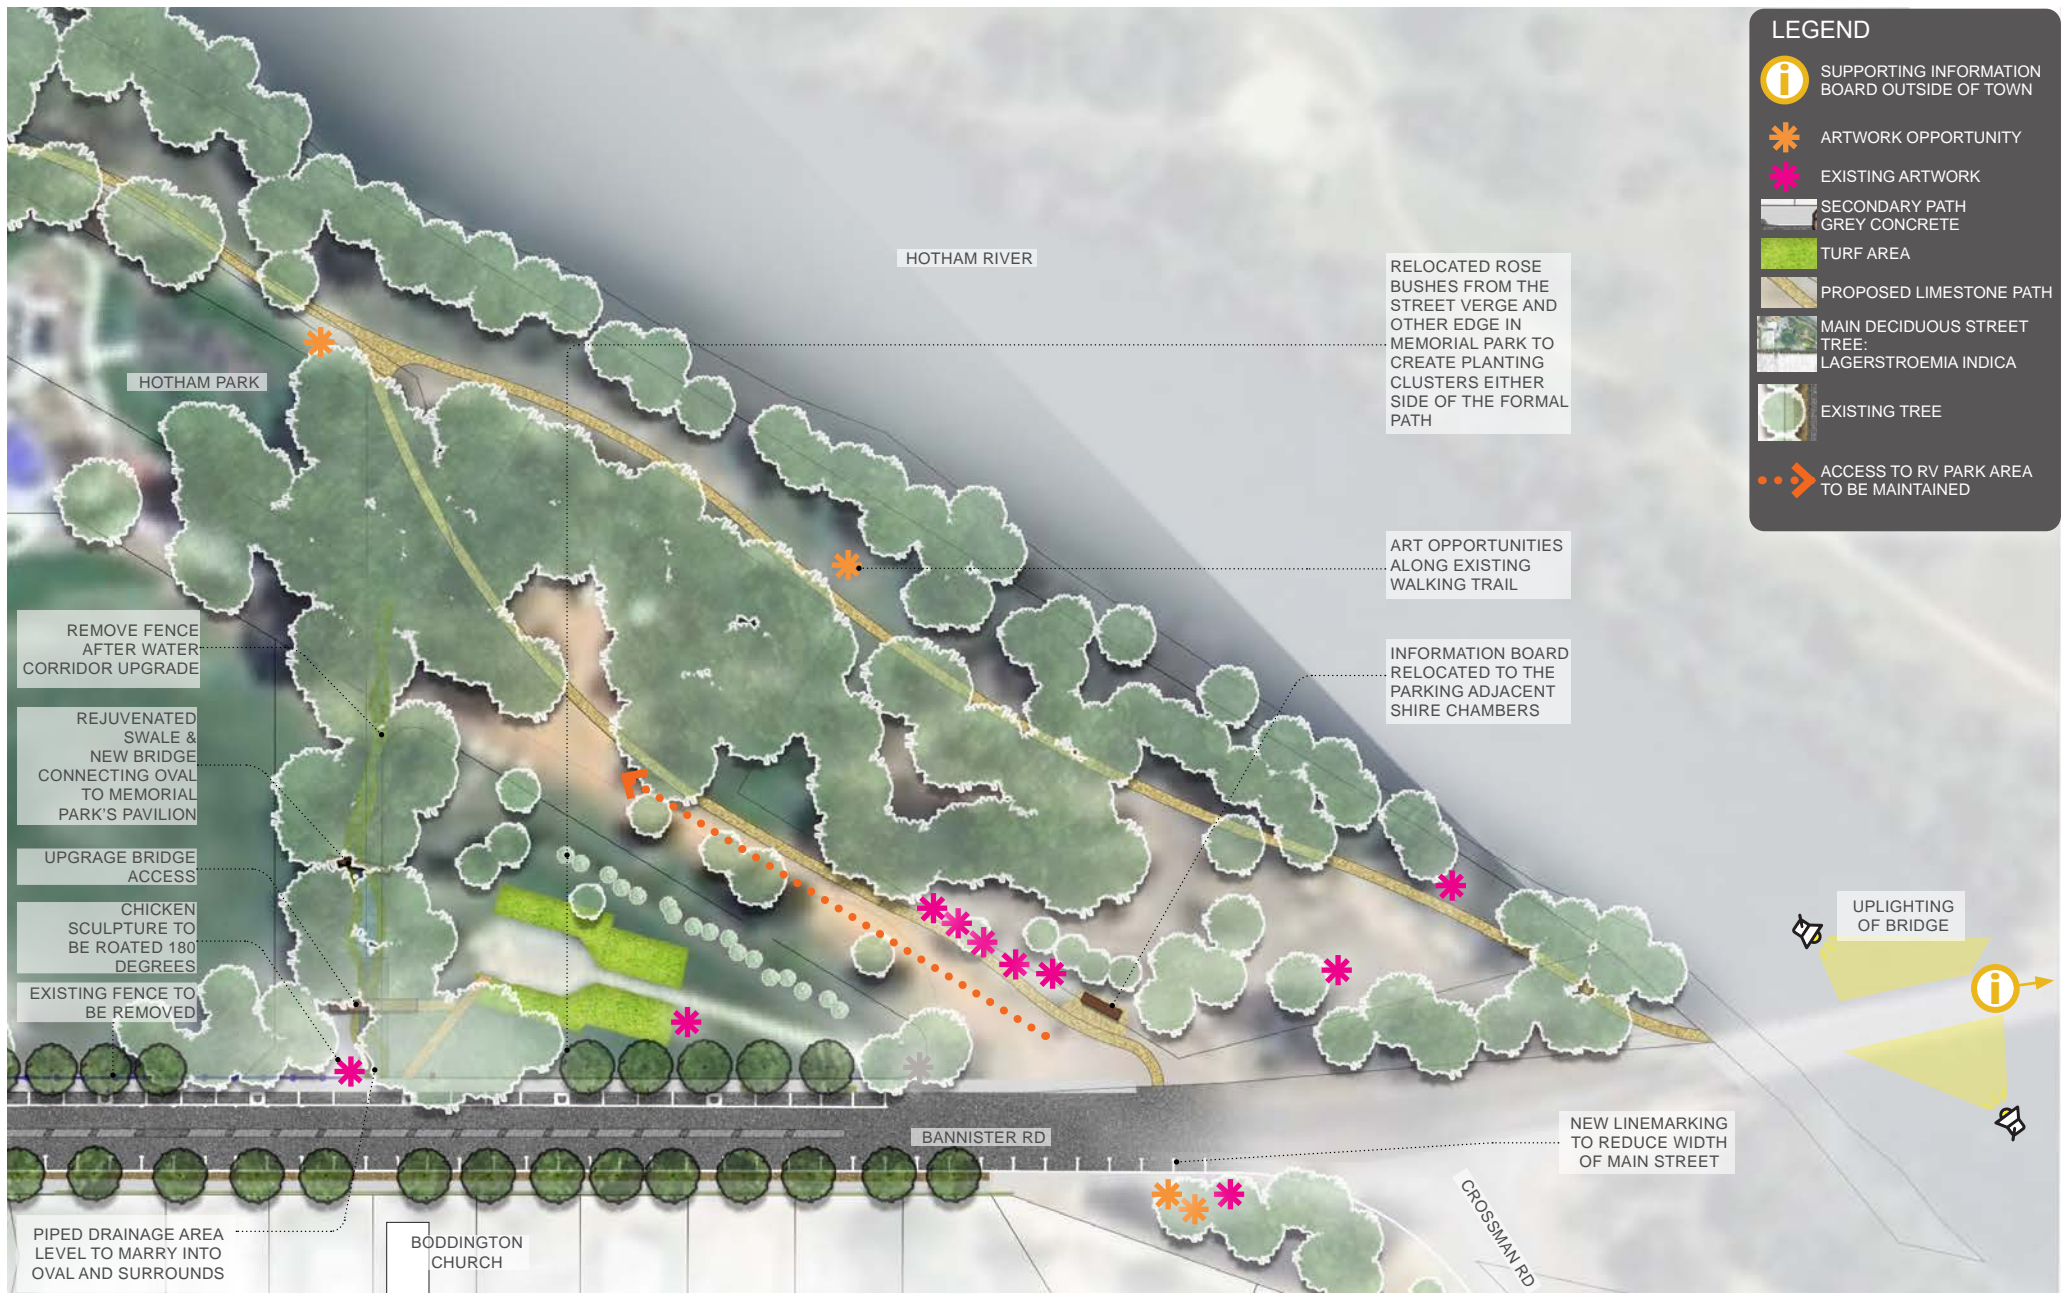 LEGEND
SUPPORTING INFORMATION
BOARD OUTSIDE OF TOWN
ARTWORK OPPORTUNITY
EXISTING ARTWORK
SECONDARY PATH
GREY CONCRETE
TURF AREA
PROPOSED LIMESTONE PATH
MAIN DECIDUOUS STREET
TREE:
LAGERSTROEMIA INDICA
EXISTING TREE
ACCESS TO RV PARK AREA
TO BE MAINTAINED
HOTHAM RIVER
RELOCATED ROSE
BUSHES FROM THE
STREET VERGE AND
OTHER EDGE IN
MEMORIAL PARK TO
CREATE PLANTING
CLUSTERS EITHER
SIDE OF THE FORMAL
PATH
HOTHAM PARK
ART OPPORTUNITIES
ALONG EXISTING
WALKING TRAIL
INFORMATION BOARD
RELOCATED TO THE
PARKING ADJACENT
SHIRE CHAMBERS
REMOVE FENCE
AFTER WATER
CORRIDOR UPGRADE
REJUVENATED
SWALE &
NEW BRIDGE
CONNECTING OVAL
TO MEMORIAL
PARK'S PAVILION
UPGRAGE BRIDGE
ACCESS
CHICKEN
SCULPTURE TO
BE ROATED 180
DEGREES
EXISTING FENCE TO
BE REMOVED
UPLIGHTING
OF BRIDGE
BANNISTER RD
NEW LINEMARKING
TO REDUCE WIDTH
OF MAIN STREET
CROSSMAN RD
PIPED DRAINAGE AREA
LEVEL TO MARRY INTO
OVAL AND SURROUNDS
BODDINGTON
CHURCH